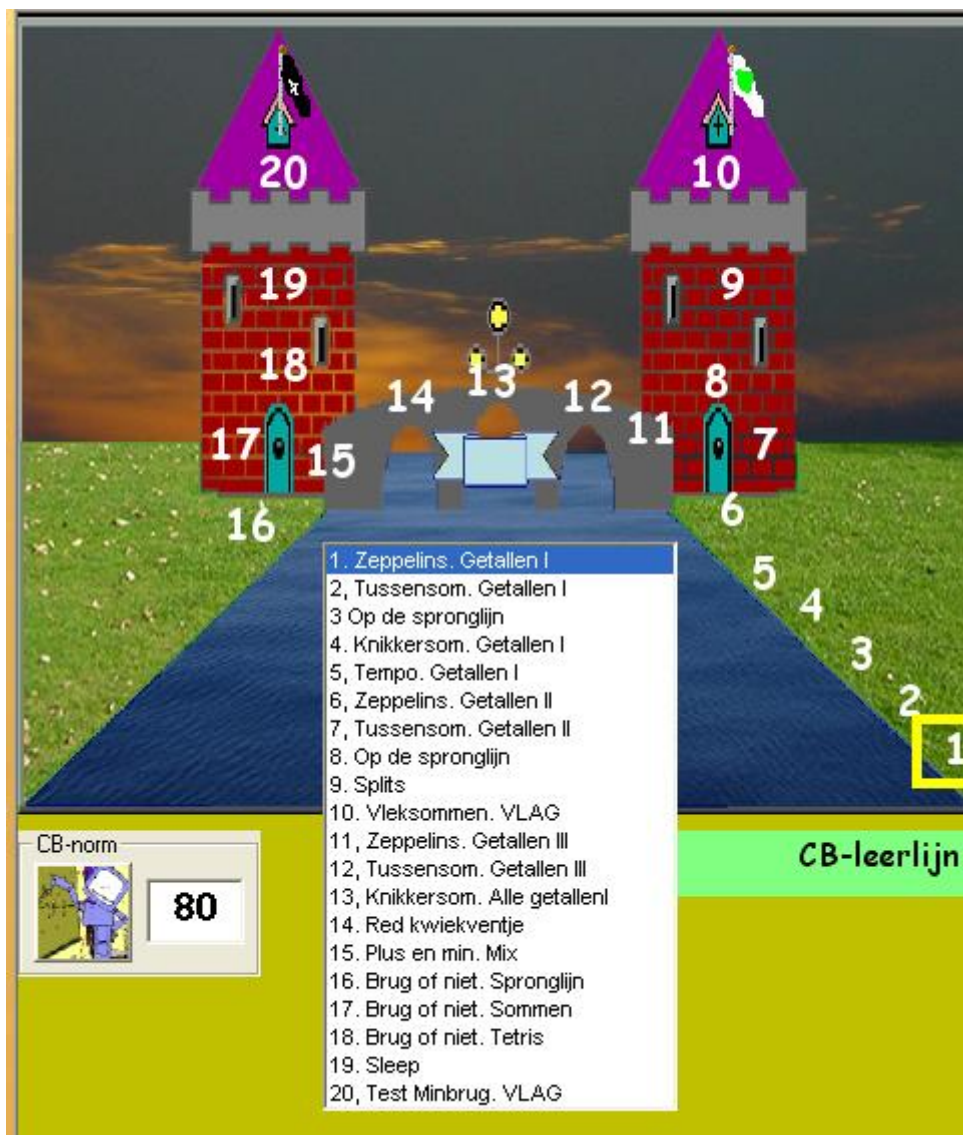 20
10
19
9
18
8
14
13
12
17
15
11
7
16
6
5
4
3
2
1
1. Zeppelins. Getallen I
2, Tussensom. Getallen I
3 Op de spronglijn
4. Knikkersom. Getallen I
5, Tempo. Getallen I
6, Zeppelins. Getallen II
7, Tussensom. Getallen II
8. Op de spronglijn
9. Splits
10. Vleksommen. VLAG
11, Zeppelins. Getallen III
12, Tussensom. Getallen III
13, Knikkersom. Alle getallenl
14. Red kwiekventje
15. Plus en min. Mix
16. Brug of niet. Spronglijn
17. Brug of niet. Sommen
18. Brug of niet. Tetris
19. Sleep
20, Test Minbrug. VLAG
CB-norm
80
CB-leerlijn